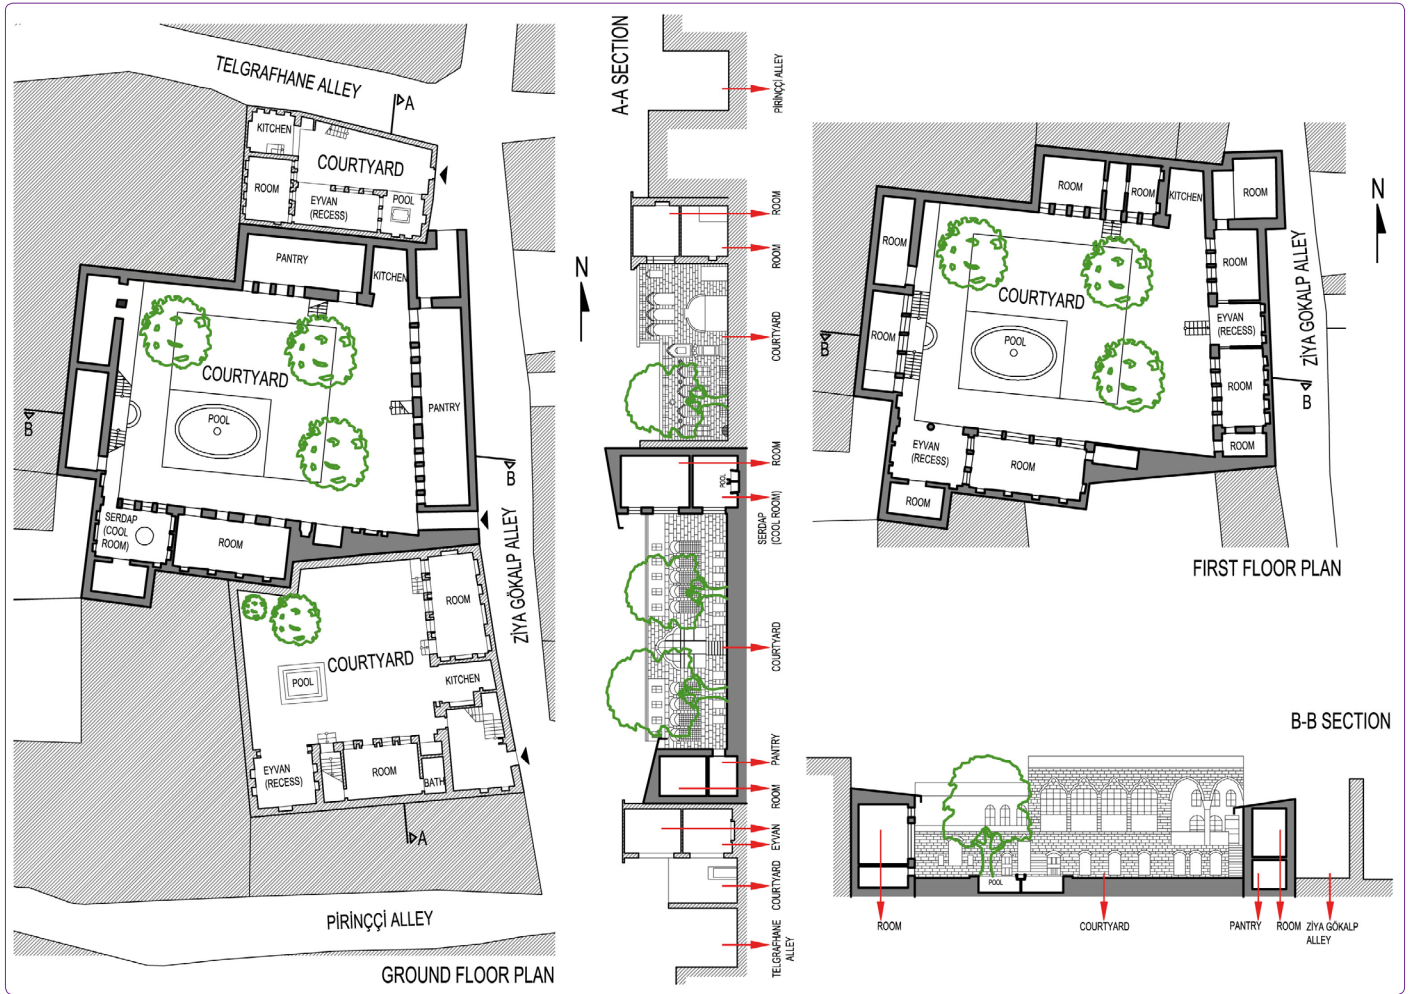 TELGRAFHANE ALLEY
A
KITCHEN
COURTYARD
ROOM
EYVAN
(RECESS)
POOL
PANTRY
KITCHEN
COURTYARD
POOL
PANTRY
B
B
SERDAP
(COOL
ROOM)
ROOM
ZİYA GÖKALP ALLEY
ROOM
COURTYARD
POOL
KITCHEN
EYVAN
(RECESS)
ROOM
BATH
A
PİRİNÇÇİ ALLEY
GROUND FLOOR PLAN
N
A-A SECTION
PİRİNÇÇİ ALLEY
ROOM
ROOM
COURTYARD
ROOM
POOL
SERDAP
(COOL ROOM)
COURTYARD
PANTRY
ROOM
EYVAN
COURTYARD
TELGRAFHANE
ALLEY
N
ROOM
ROOM
KITCHEN
ROOM
ROOM
ROOM
COURTYARD
EYVAN
(RECESS)
ZİYA GÖKALP ALLEY
B
ROOM
POOL
ROOM
B
EYVAN
(RECESS)
ROOM
ROOM
ROOM
FIRST FLOOR PLAN
B-B SECTION
POOL
ROOM
COURTYARD
PANTRY
ROOM
ZİYA GÖKALP
ALLEY